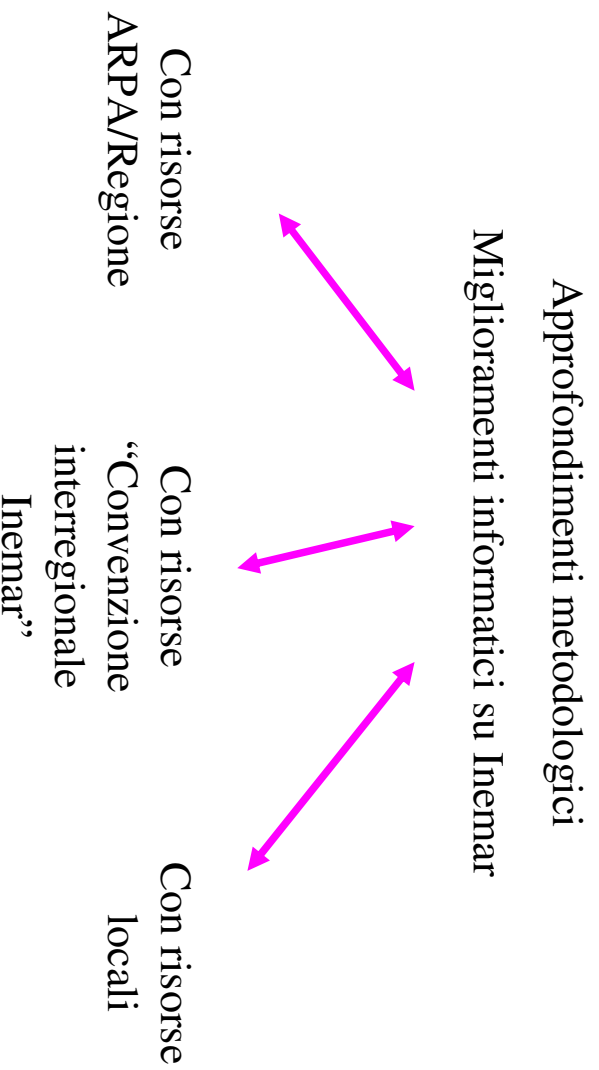 Approfondimenti metodologici
Miglioramenti informatici su Inemar
Con risorse
ARPA/Regione
Con risorse
“Convenzione
interregionale
Inemar”
Con risorse
locali